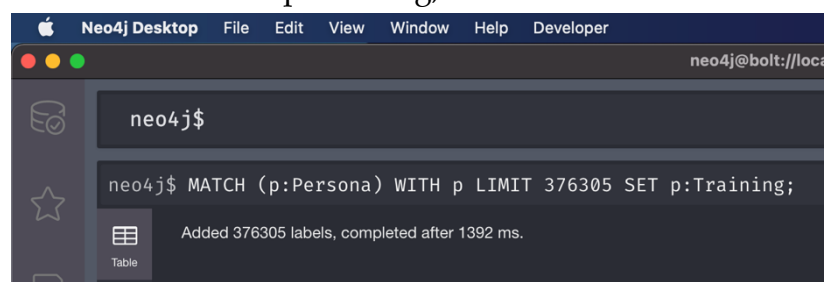 Neo4j Desktop File Edit View Window Help Developer
neo4j@bolt://loca
neo4j$
neo4j$ MATCH (p:Persona) WITH p LIMIT 376305 SET p:Training;
Added 376305 labels, completed after 1392 ms.
Table